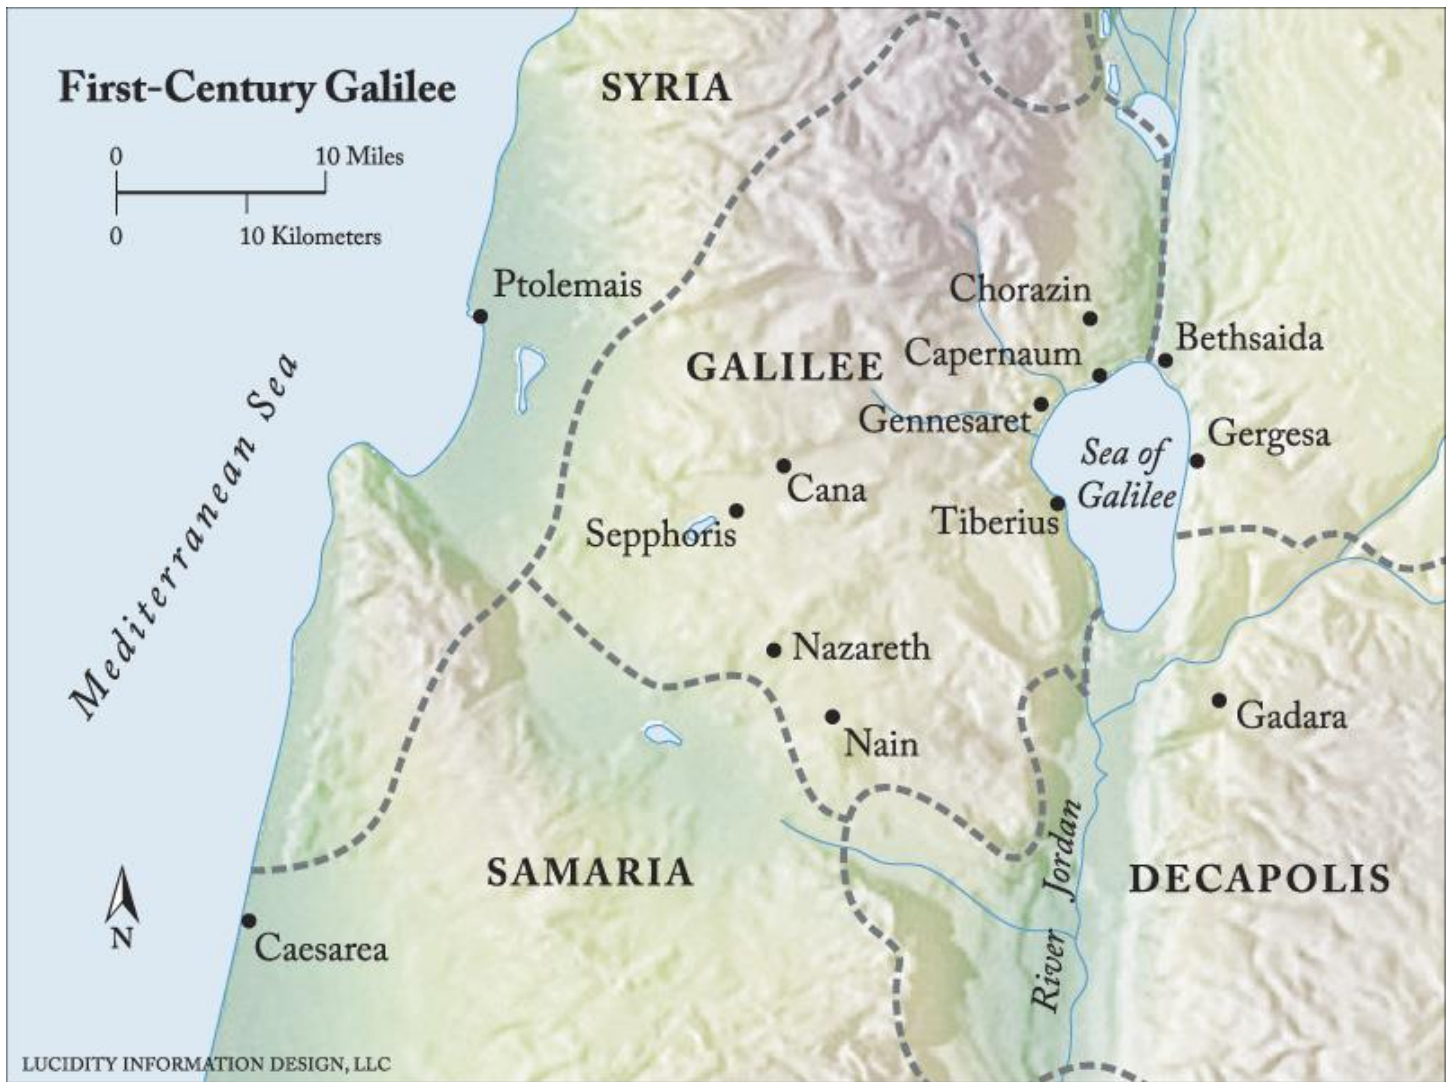 First-Century Galilee
SYRIA
0 10 Miles
0 10 Kilometers
Ptolemais
Chorazin
Bethsaida
Capernaum
GALILEE
Gennesaret
Gergesa
Sea of
Galilee
Mediterranean Sea
Cana
Tiberius
Sepphoris
Nazareth
Gadara
Nain
River Jordan
SAMARIA
DECAPOLIS
N
Caesarea
LUCIDITY INFORMATION DESIGN, LLC